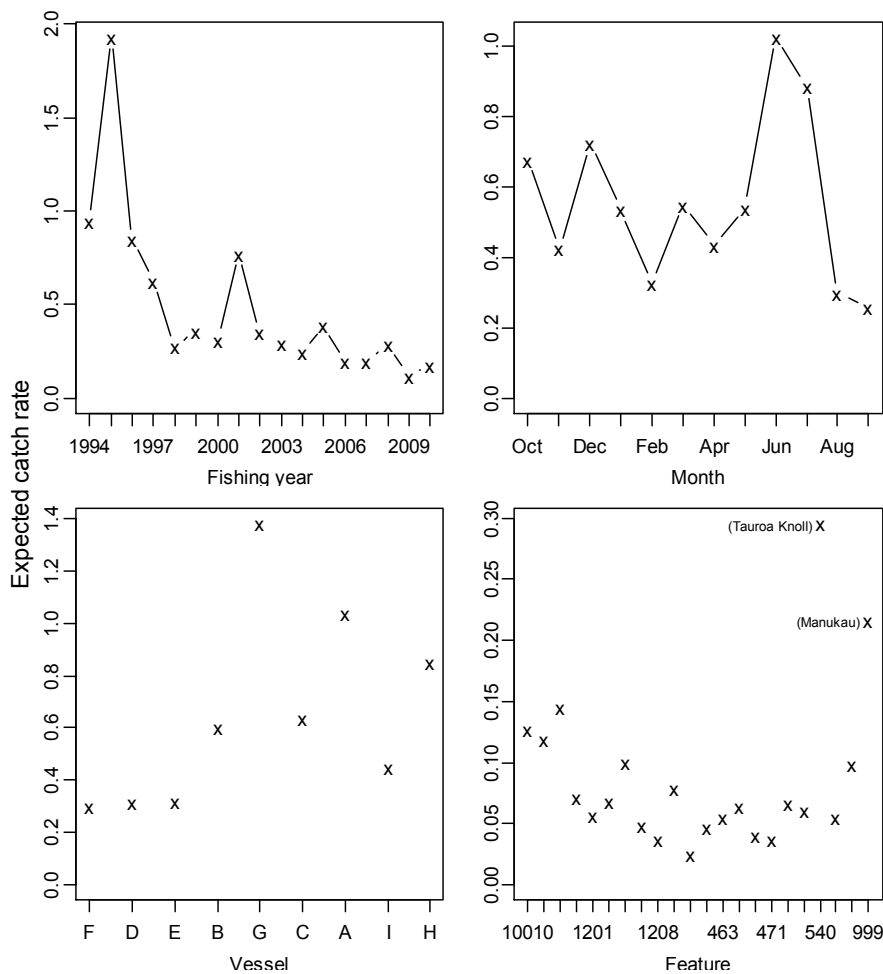 Expected catch rate
0.0 0.5 1.0 1.5 2.0
1994 1997 2000 2003 2006 2009
Fishing year
0.0 0.2 0.4 0.6 0.8 1.0
Oct Dec Feb Apr Jun Aug
Month
0.0 0.2 0.4 0.6 0.8 1.0 1.2 1.4
F D E B G C A I H
Vessel
0.00 0.05 0.10 0.15 0.20 0.25 0.30
(Tauroa Knoll)
(Manukau)
10010 1201 1208 463 471 540 999
Feature